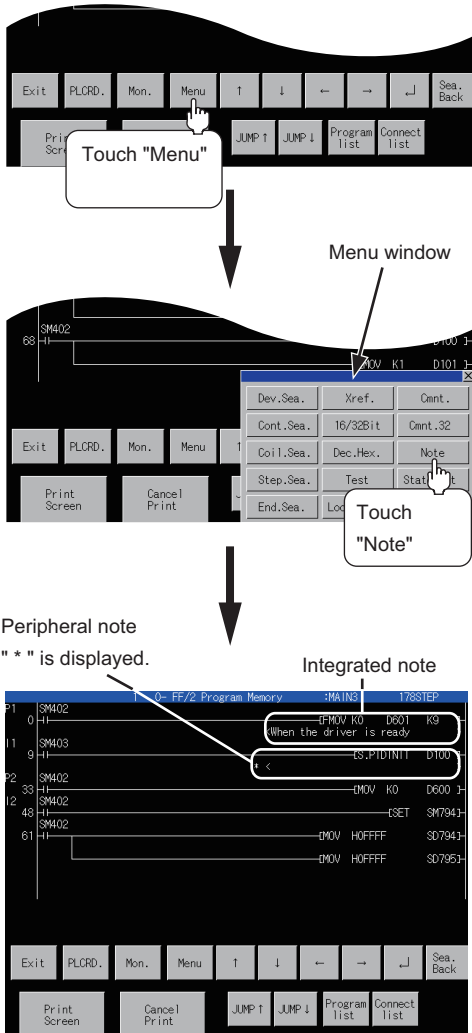 Exit PLCRD. Mon. Menu ↑ ↓ ← → ↵ Sea. Back
JUMP↑ JUMP↓ Program list Connect list
Touch "Menu"
Menu window
SM402
68
D100
MOV K1 D101
Dev.Sea. Xref. Cmnt.
Cont.Sea. 16/32Bit Cmnt.32
Coil.Sea. Dec.Hex. Note
Step.Sea. Test
End.Sea.
Exit PLCRD. Mon. Menu
Print Screen Cancel Print
Touch
"Note"
Peripheral note
" * " is displayed.
Integrated note
1 0- FF/2 Program Memory :MAIN3 178STEP
P1 SM402
0 [FMOV K0 D601 K9 ]
<When the driver is ready
I1 SM403
9 [S.PIDINIT D100 ]
* <
P2 SM402
33 [MOV K0 D600 ]
I2 SM402
48 [SET SM794]
SM402
61 [MOV H0FFFF SD794]
[MOV H0FFFF SD795]
Exit PLCRD. Mon. Menu ↑ ↓ ← → ↵ Sea. Back
Print Screen Cancel Print JUMP↑ JUMP↓ Program list Connect list